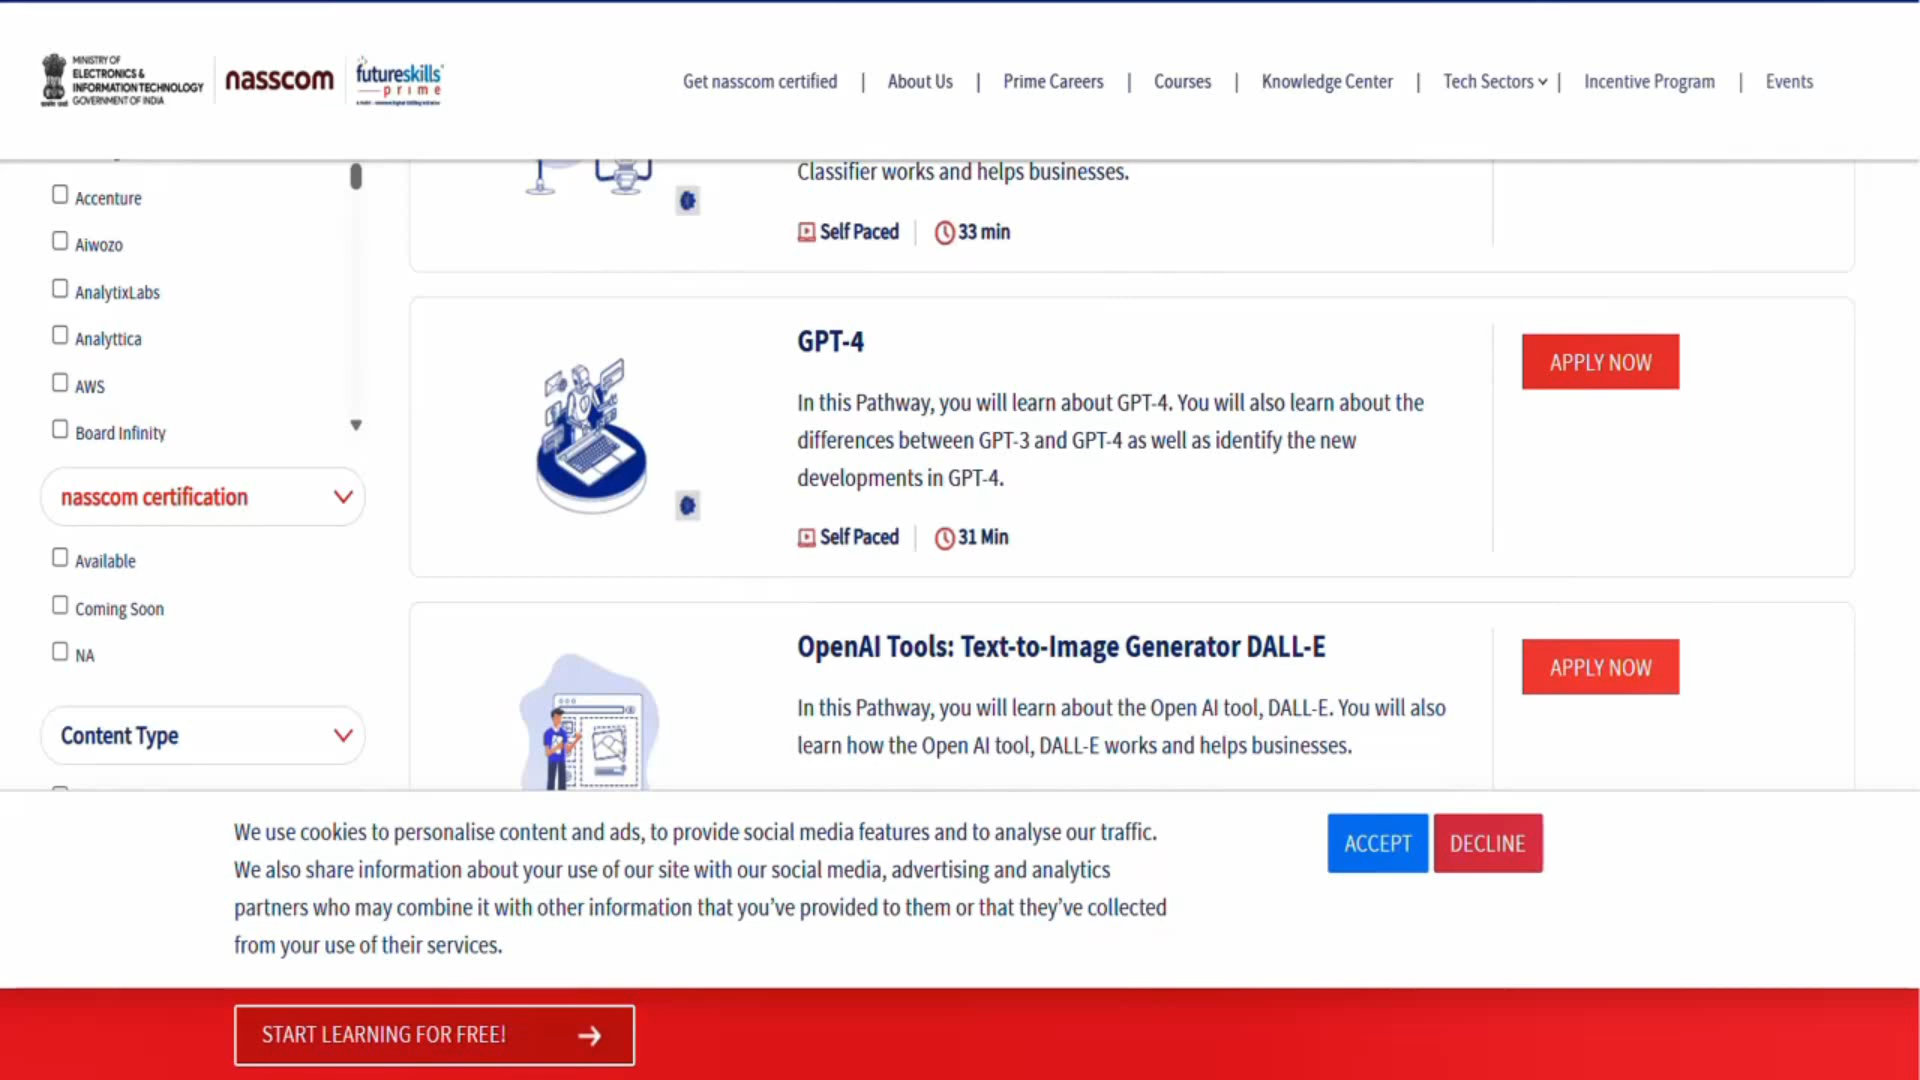 MINISTRY OF
ELECTRONICS &
INFORMATION TECHNOLOGY
GOVERNMENT OF INDIA
nasscom
futureskills
prime
Get nasscom certified | About Us | Prime Careers | Courses | Knowledge Center | Tech Sectors | Incentive Program | Events
Accenture
Aiwozo
AnalytixLabs
Analyttica
AWS
Board Infinity
nasscom certification
Available
Coming Soon
NA
Content Type
Classifier works and helps businesses.
Self Paced | 33 min
GPT-4
APPLY NOW
In this Pathway, you will learn about GPT-4. You will also learn about the
differences between GPT-3 and GPT-4 as well as identify the new
developments in GPT-4.
Self Paced | 31 Min
OpenAI Tools: Text-to-Image Generator DALL-E
APPLY NOW
In this Pathway, you will learn about the Open AI tool, DALL-E. You will also
learn how the Open AI tool, DALL-E works and helps businesses.
We use cookies to personalise content and ads, to provide social media features and to analyse our traffic.
We also share information about your use of our site with our social media, advertising and analytics
partners who may combine it with other information that you've provided to them or that they've collected
from your use of their services.
ACCEPT
DECLINE
START LEARNING FOR FREE!